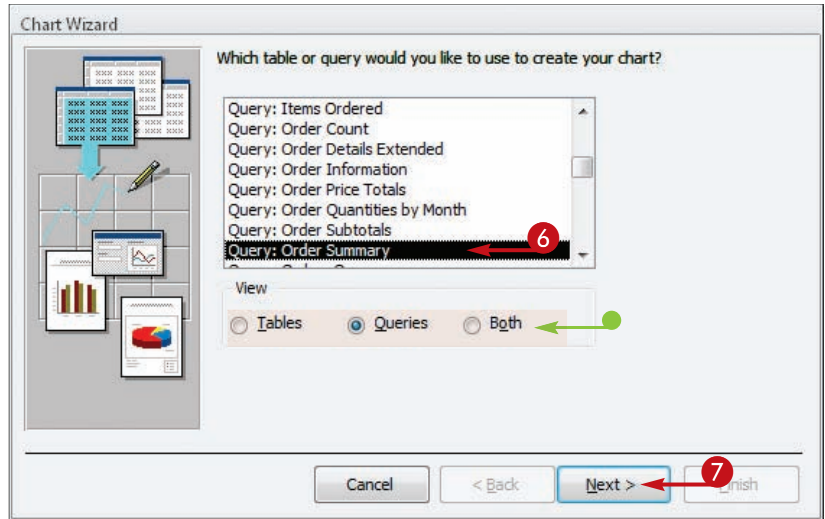 Chart Wizard
Which table or query would you like to use to create your chart?
Query: Items Ordered
Query: Order Count
Query: Order Details Extended
Query: Order Information
Query: Order Price Totals
Query: Order Quantities by Month
Query: Order Subtotals
Query: Order Summary
6
View
Tables Queries Both
7
Cancel < Back Next >